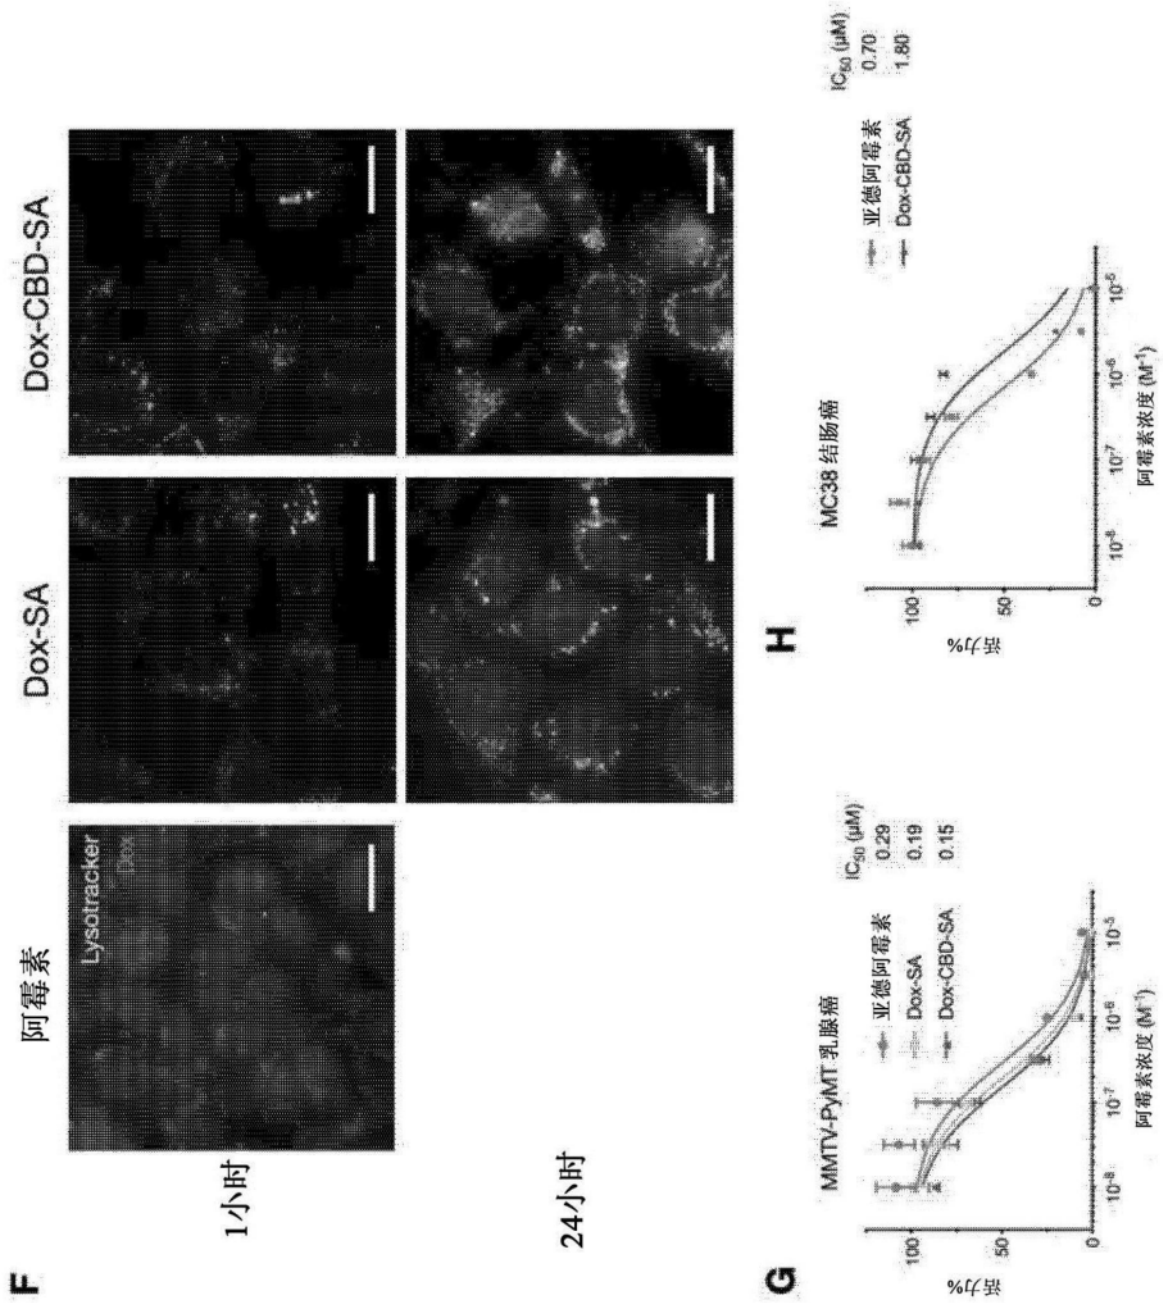 F
阿霉素
Dox-SA
Dox-CBD-SA
1小时
Lysotracker
Dox
24小时
G
MMTV-PyMT 乳腺癌
IC50 (μM)
亚德阿霉素 0.29
Dox-SA 0.19
Dox-CBD-SA 0.15
活力%
100
50
0
10-8
10-7
10-6
10-5
阿霉素浓度 (M-1)
H
MC38 结肠癌
IC50 (μM)
亚德阿霉素 0.70
Dox-CBD-SA 1.80
活力%
100
50
0
10-8
10-7
10-6
10-5
阿霉素浓度 (M-1)